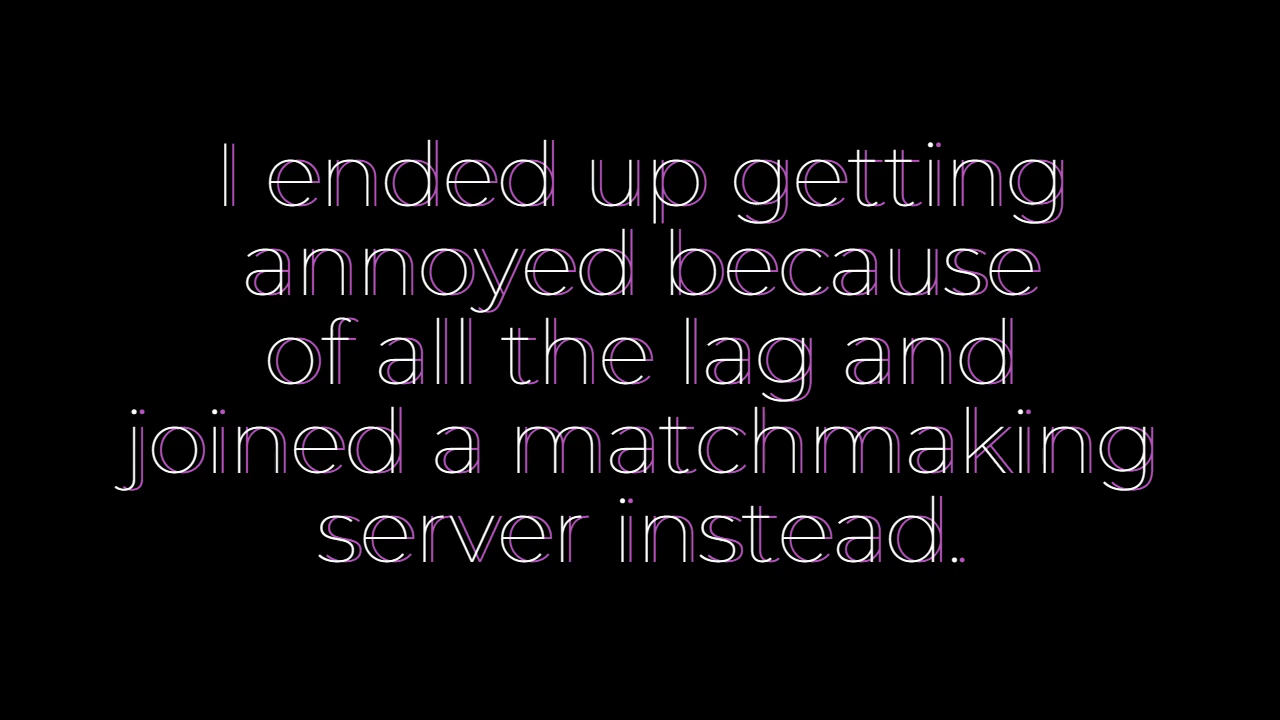 I ended up getting
annoyed because
of all the lag and
joined a matchmaking
server instead.